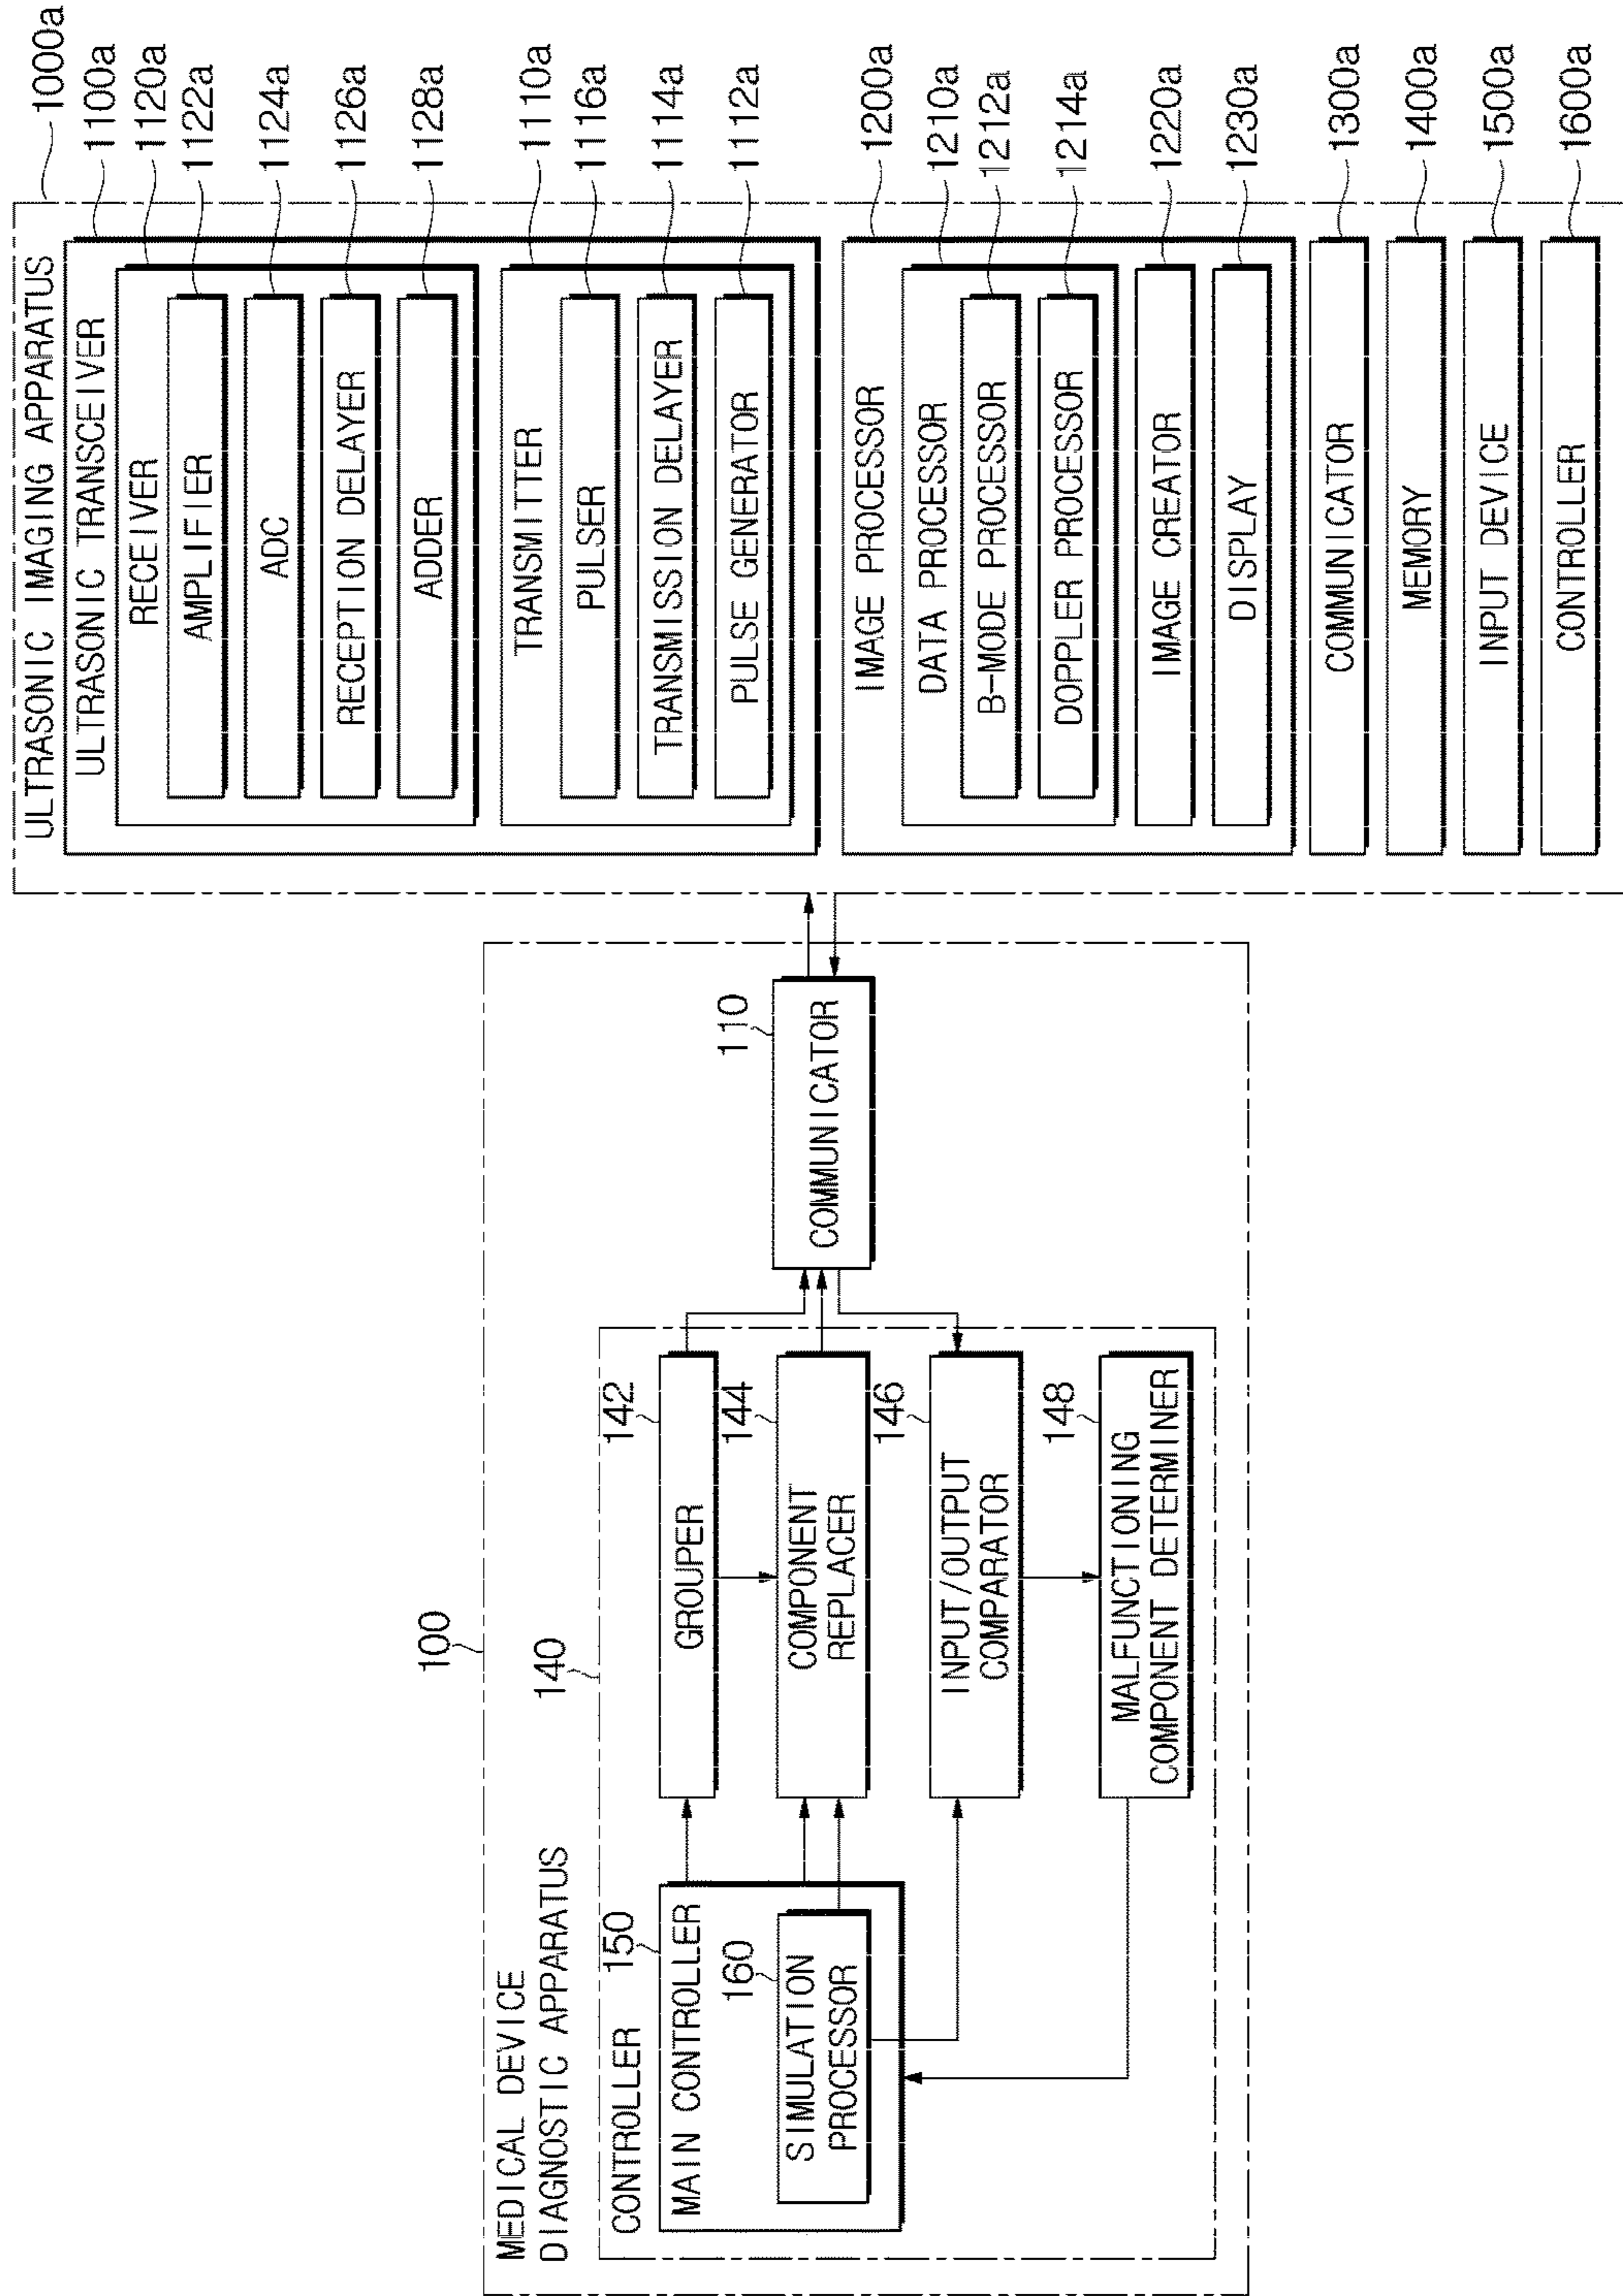 MEDICAL DEVICE
DIAGNOSTIC APPARATUS
100
CONTROLLER
140
MAIN CONTROLLER
150
SIMULATION
PROCESSOR
160
GROUPER
142
COMPONENT
REPLACER
144
INPUT/OUTPUT
COMPARATOR
146
MALFUNCTIONING
COMPONENT DETERMINER
148
COMMUNICATOR
110
ULTRASONIC IMAGING APPARATUS
1000a
ULTRASONIC TRANSCEIVER
1100a
RECEIVER
1120a
AMPLIFIER
1122a
ADC
1124a
RECEPTION DELAYER
1126a
ADDER
1128a
TRANSMITTER
1110a
PULSER
1116a
TRANSMISSION DELAYER
1114a
PULSE GENERATOR
1112a
IMAGE PROCESSOR
1200a
DATA PROCESSOR
1210a
B-MODE PROCESSOR
1212a
DOPPLER PROCESSOR
1214a
IMAGE CREATOR
1220a
DISPLAY
1230a
COMMUNICATOR
1300a
MEMORY
1400a
INPUT DEVICE
1500a
CONTROLLER
1600a